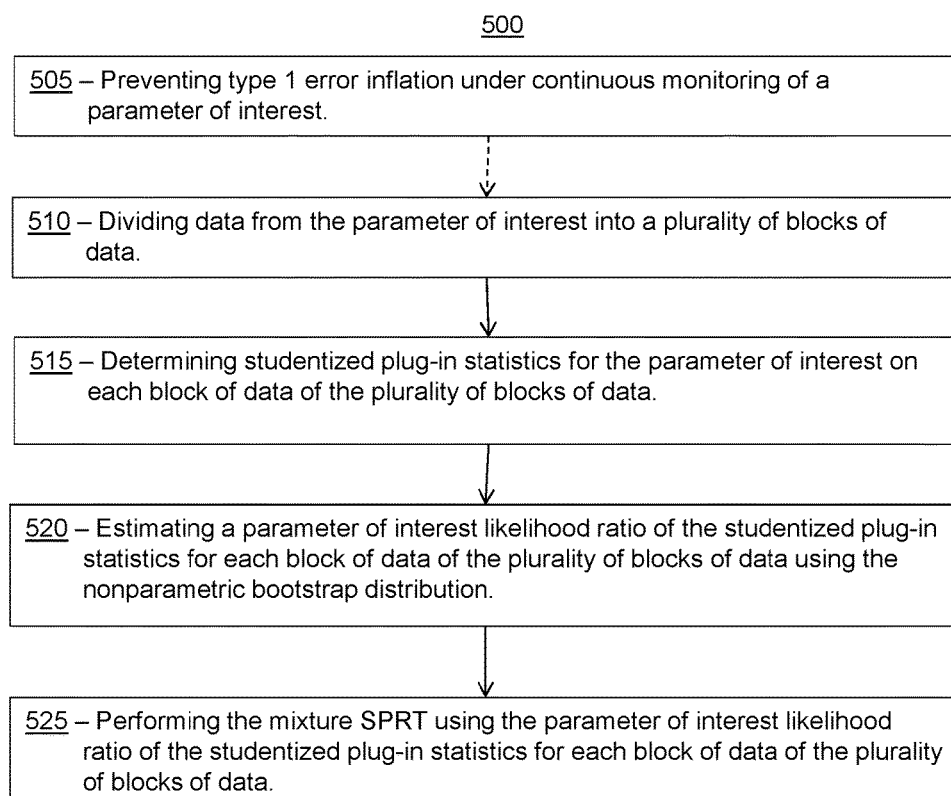 500
505 – Preventing type 1 error inflation under continuous monitoring of a
parameter of interest.
510 – Dividing data from the parameter of interest into a plurality of blocks of
data.
515 – Determining studentized plug-in statistics for the parameter of interest on
each block of data of the plurality of blocks of data.
520 – Estimating a parameter of interest likelihood ratio of the studentized plug-in
statistics for each block of data of the plurality of blocks of data using the
nonparametric bootstrap distribution.
525 – Performing the mixture SPRT using the parameter of interest likelihood
ratio of the studentized plug-in statistics for each block of data of the plurality
of blocks of data.